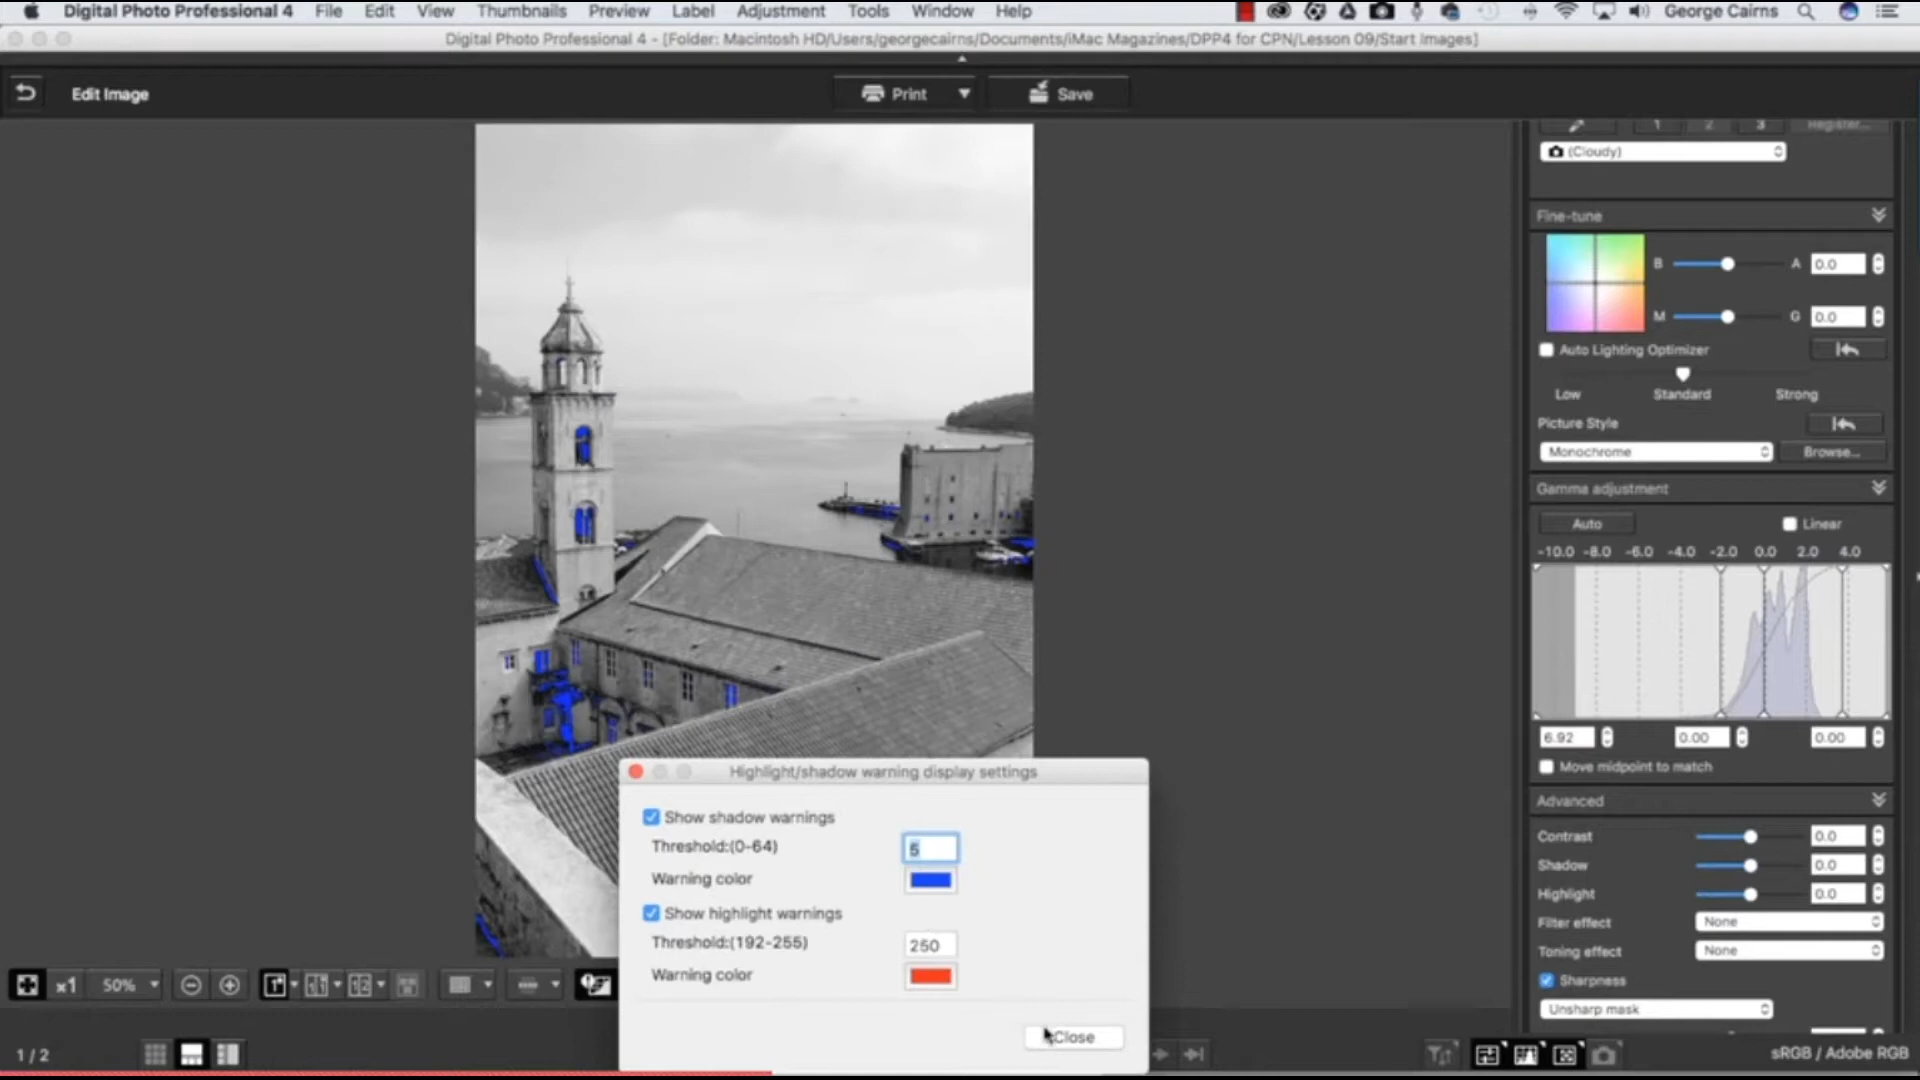 Digital Photo Professional 4 File Edit View Thumbnails Preview Label Adjustment Tools Window Help George Cairns
Digital Photo Professional 4 - [Folder: Macintosh HD/Users/georgecairns/Documents/iMac Magazines/DPP4 for CPN/Lesson 09/Start Images]
Edit Image Print Save
1 2 3 Register...
(Cloudy)
Fine-tune
B A 0.0
M G 0.0
Auto Lighting Optimizer
Low Standard Strong
Picture Style
Monochrome Browse...
Gamma adjustment
Auto Linear
-10.0 -8.0 -6.0 -4.0 -2.0 0.0 2.0 4.0
6.92 0.00 0.00
Move midpoint to match
Advanced
Contrast 0.0
Shadow 0.0
Highlight 0.0
Filter effect None
Toning effect None
Sharpness
Unsharp mask
Highlight/shadow warning display settings
Show shadow warnings
Threshold:(0-64) 5
Warning color
Show highlight warnings
Threshold:(192-255) 250
Warning color
Close
x1 50%
1 / 2
sRGB / Adobe RGB